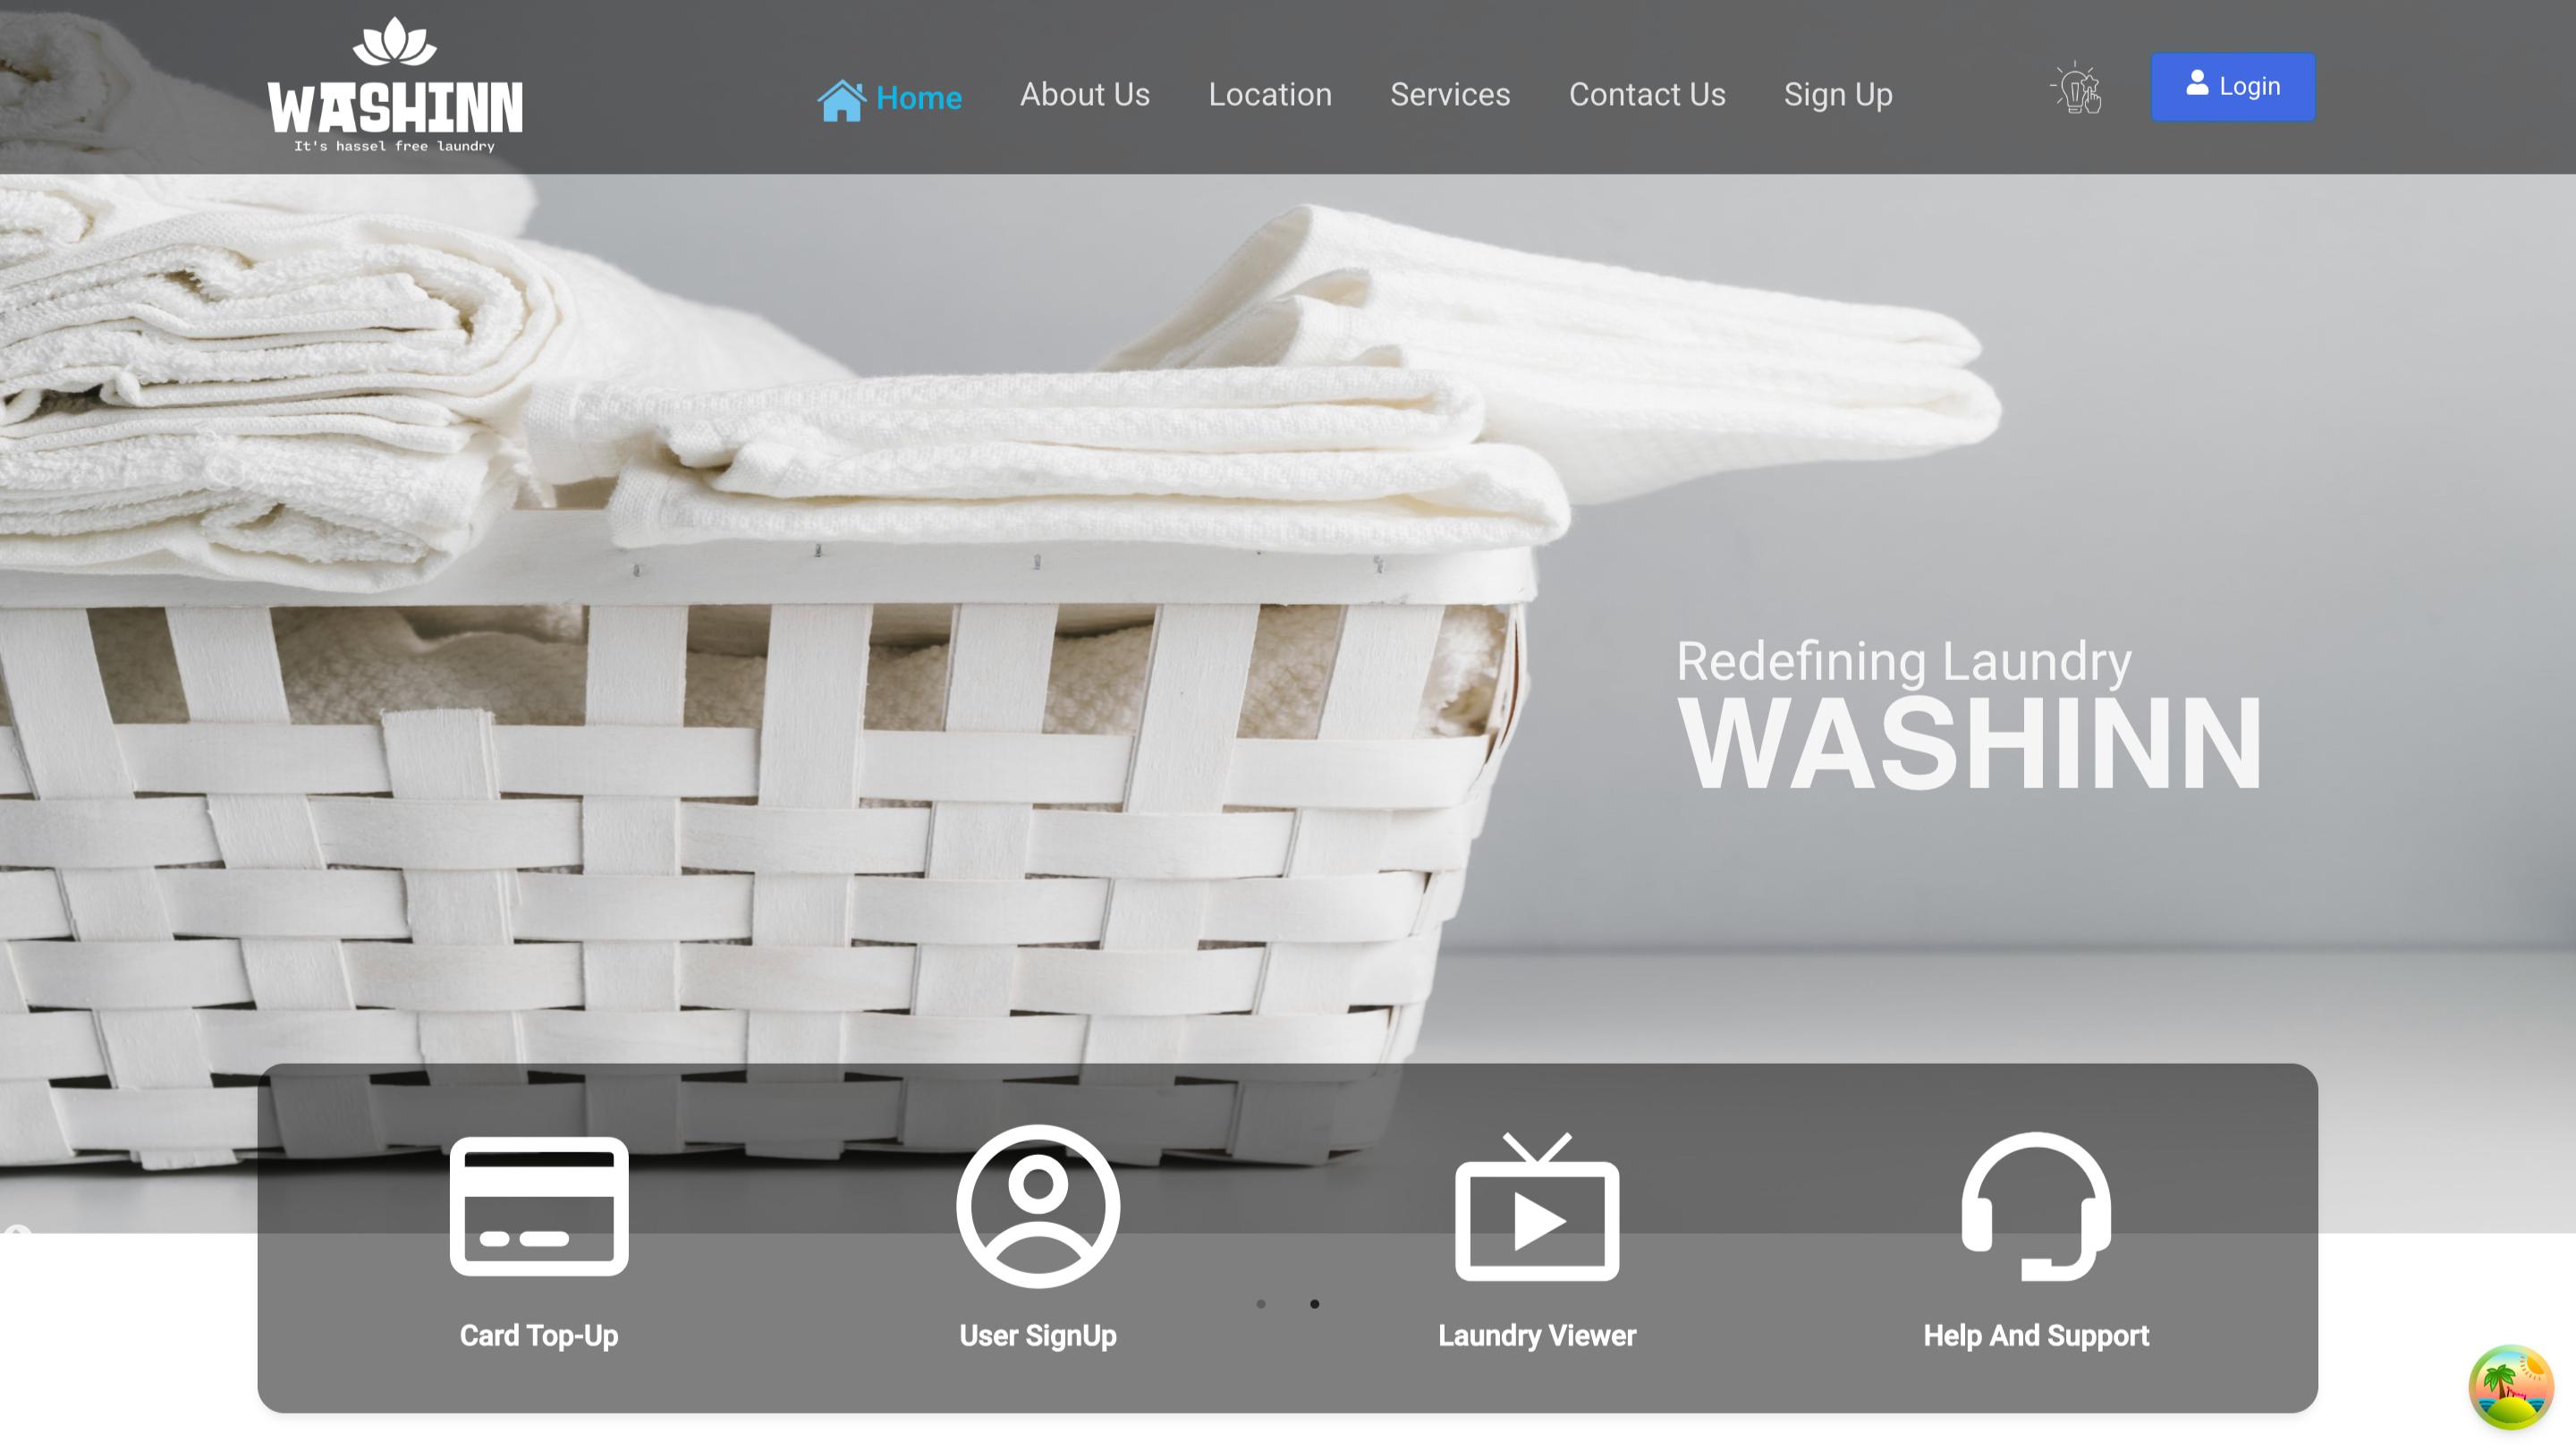 WASHINN
It's hassel free laundry
Home
About Us
Location
Services
Contact Us
Sign Up
Login
Redefining Laundry
WASHINN
Card Top-Up
User SignUp
Laundry Viewer
Help And Support